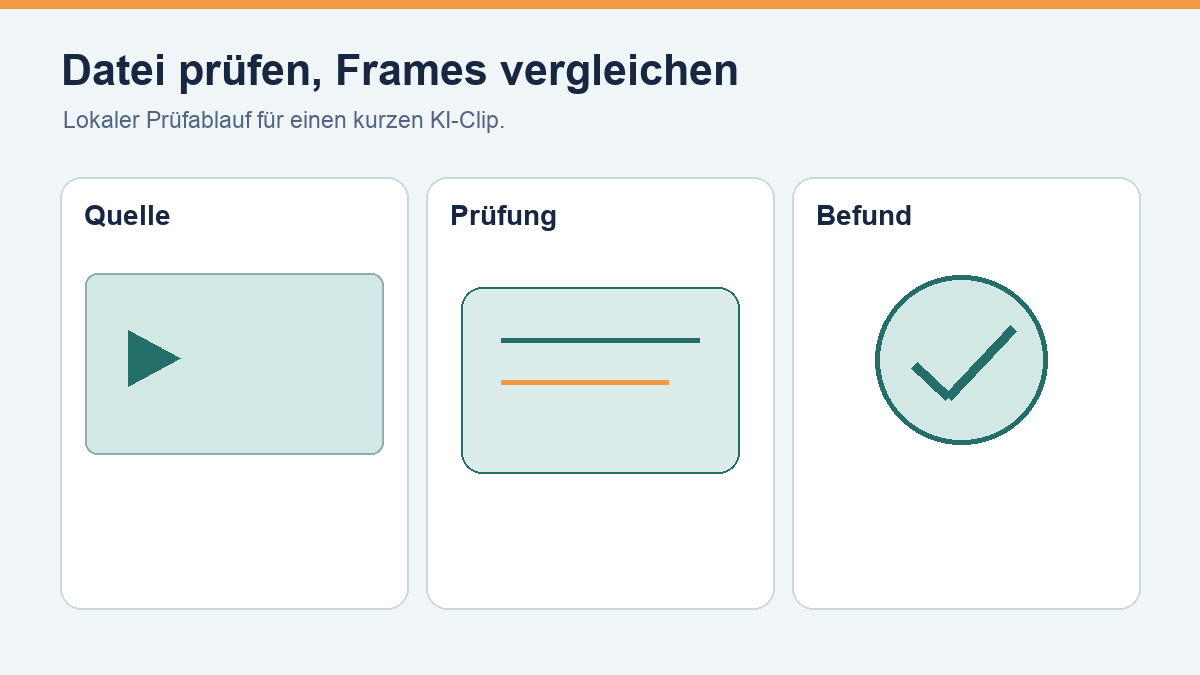 Datei prüfen, Frames vergleichen
Lokaler Prüfablauf für einen kurzen KI-Clip.
Quelle
Prüfung
Befund